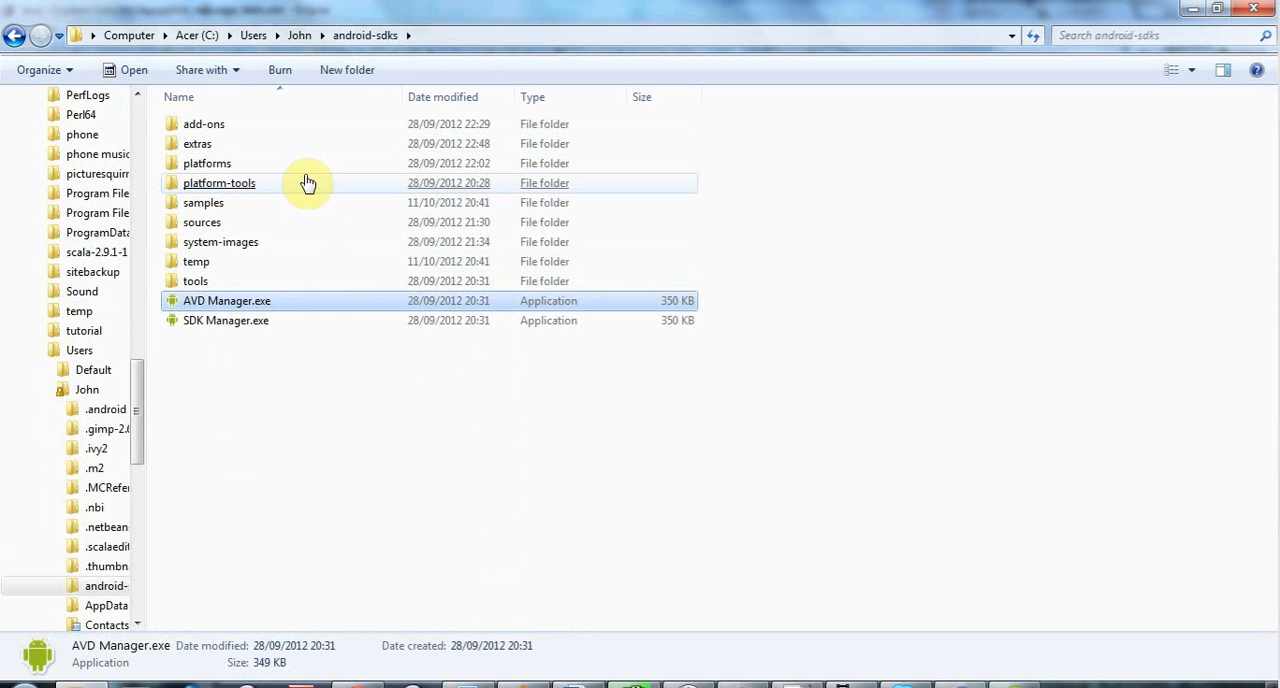 Computer Acer (C:) Users John android-sdks
Search android-sdks
Organize Open Share with Burn New folder
Name Date modified Type Size
add-ons 28/09/2012 22:29 File folder
extras 28/09/2012 22:48 File folder
platforms 28/09/2012 22:02 File folder
platform-tools 28/09/2012 20:28 File folder
samples 11/10/2012 20:41 File folder
sources 28/09/2012 21:30 File folder
system-images 28/09/2012 21:34 File folder
temp 11/10/2012 20:41 File folder
tools 28/09/2012 20:31 File folder
AVD Manager.exe 28/09/2012 20:31 Application 350 KB
SDK Manager.exe 28/09/2012 20:31 Application 350 KB
PerfLogs
Perl64
phone
phone music
picturesquirr
Program File
Program File
ProgramData
scala-2.9.1-1
sitebackup
Sound
temp
tutorial
Users
Default
John
.android
.gimp-2.6
.ivy2
.m2
.MCRefe
.nbi
.netbean
.scalaedit
.thumbn
android-
AppData
Contacts
AVD Manager.exe Date modified: 28/09/2012 20:31 Date created: 28/09/2012 20:31
Application Size: 349 KB